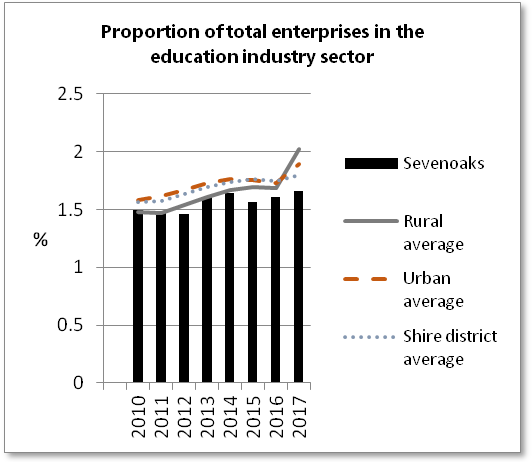 Proportion of total enterprises in the
education industry sector
2.5
2
1.5
1
0.5
0
%
2010
2011
2012
2013
2014
2015
2016
2017
Sevenoaks
Rural
average
Urban
average
Shire district
average